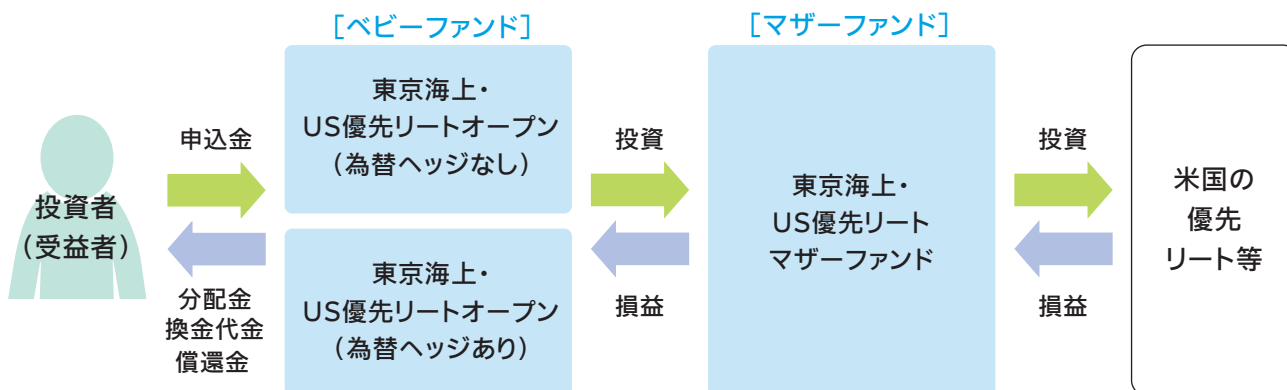 ［ベビーファンド］
［マザーファンド］
申込金
投資者
（受益者）
分配金
換金代金
償還金
東京海上・
US優先リートオープン
（為替ヘッジなし）
東京海上・
US優先リートオープン
（為替ヘッジあり）
投資
損益
東京海上・
US優先リート
マザーファンド
投資
損益
米国の
優先
リート等